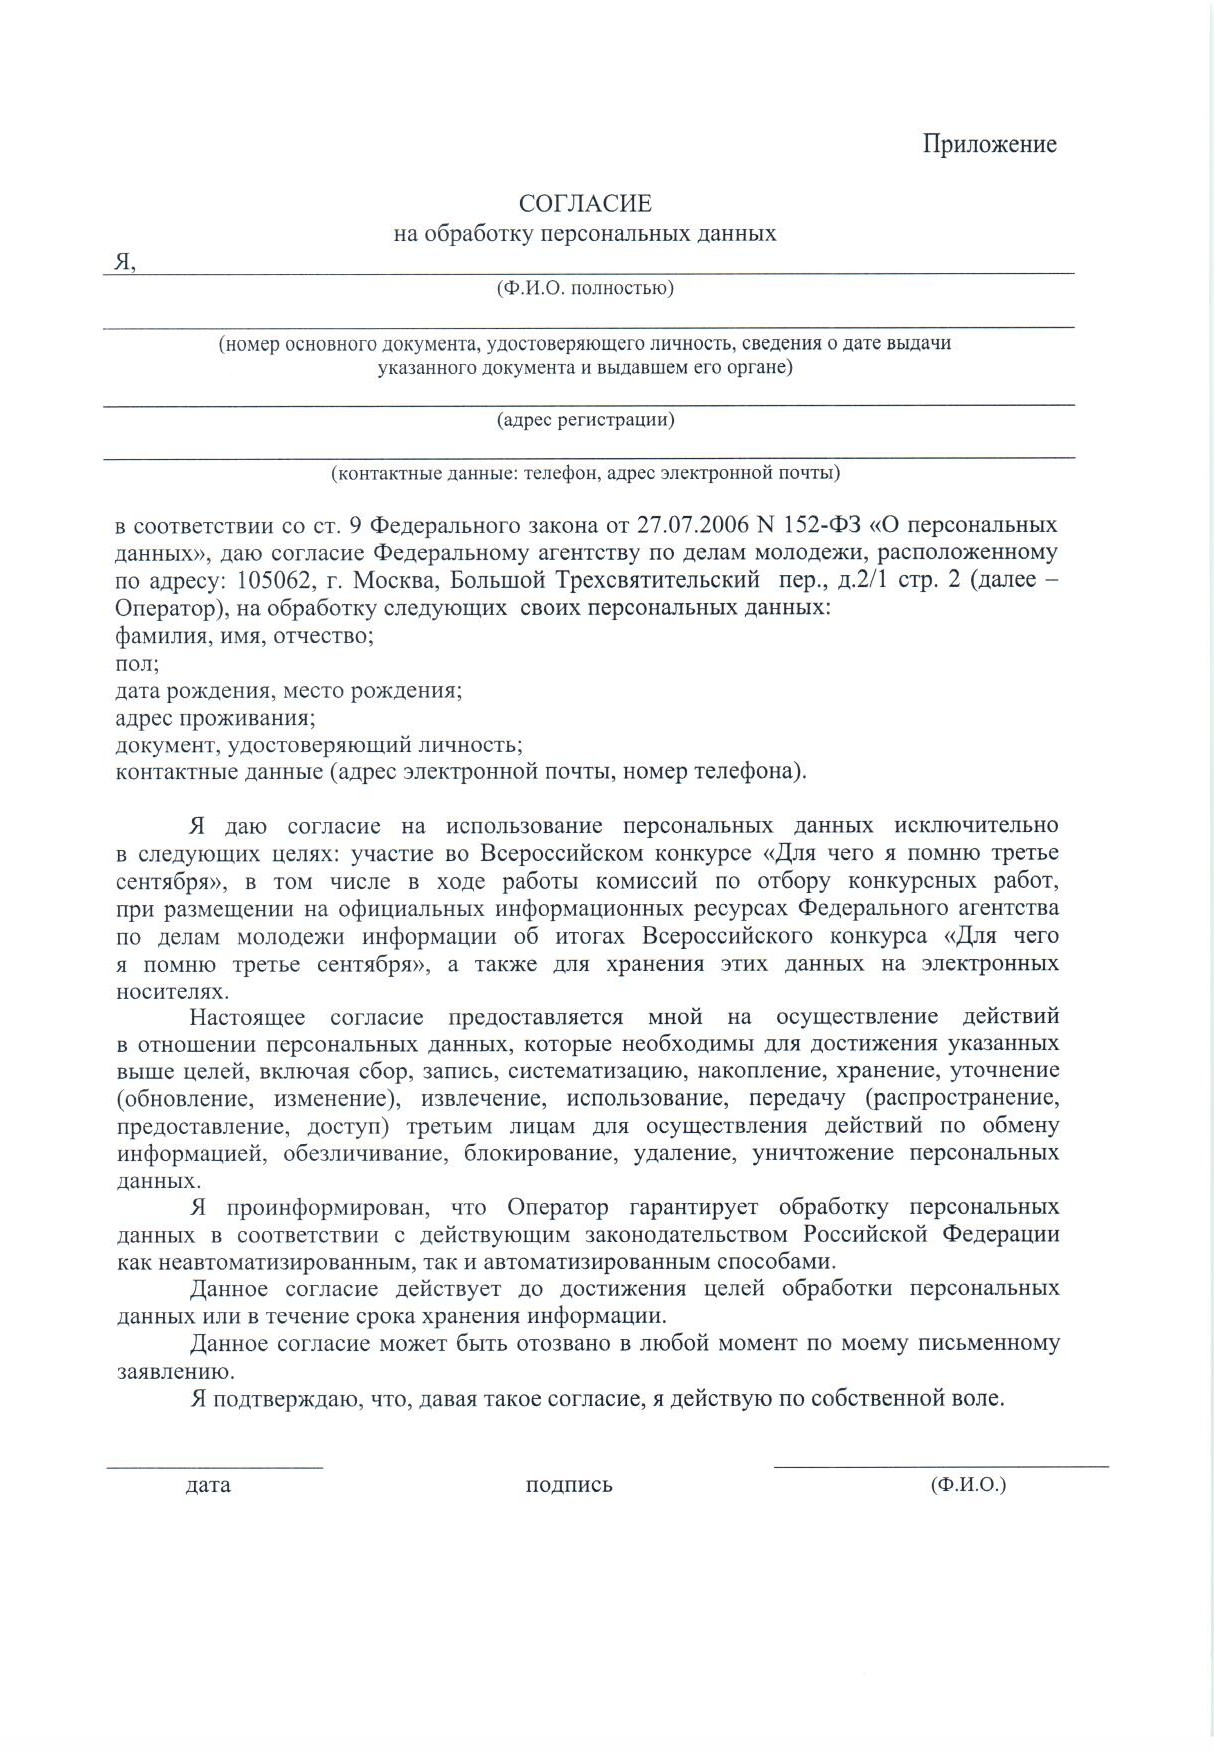 Приложение
СОГЛАСИЕ
на обработку персональных данных
Я,
(Ф.И.О. полностью)
(номер основного документа, удостоверяющего личность, сведения о дате выдачи
указанного документа и выдавшем его органе)
(адрес регистрации)
(контактные данные: телефон, адрес электронной почты)
в соответствии со ст. 9 Федерального закона от 27.07.2006 N 152-ФЗ «О персональных
данных», даю согласие Федеральному агентству по делам молодежи, расположенному
по адресу: 105062, г. Москва, Большой Трехсвятительский пер., д.2/1 стр. 2 (далее –
Оператор), на обработку следующих своих персональных данных:
фамилия, имя, отчество;
пол;
дата рождения, место рождения;
адрес проживания;
документ, удостоверяющий личность;
контактные данные (адрес электронной почты, номер телефона).
Я даю согласие на использование персональных данных исключительно
в следующих целях: участие во Всероссийском конкурсе «Для чего я помню третье
сентября», в том числе в ходе работы комиссий по отбору конкурсных работ,
при размещении на официальных информационных ресурсах Федерального агентства
по делам молодежи информации об итогах Всероссийского конкурса «Для чего
я помню третье сентября», а также для хранения этих данных на электронных
носителях.
Настоящее согласие предоставляется мной на осуществление действий
в отношении персональных данных, которые необходимы для достижения указанных
выше целей, включая сбор, запись, систематизацию, накопление, хранение, уточнение
(обновление, изменение), извлечение, использование, передачу (распространение,
предоставление, доступ) третьим лицам для осуществления действий по обмену
информацией, обезличивание, блокирование, удаление, уничтожение персональных
данных.
Я проинформирован, что Оператор гарантирует обработку персональных
данных в соответствии с действующим законодательством Российской Федерации
как неавтоматизированным, так и автоматизированным способами.
Данное согласие действует до достижения целей обработки персональных
данных или в течение срока хранения информации.
Данное согласие может быть отозвано в любой момент по моему письменному
заявлению.
Я подтверждаю, что, давая такое согласие, я действую по собственной воле.
дата подпись (Ф.И.О.)